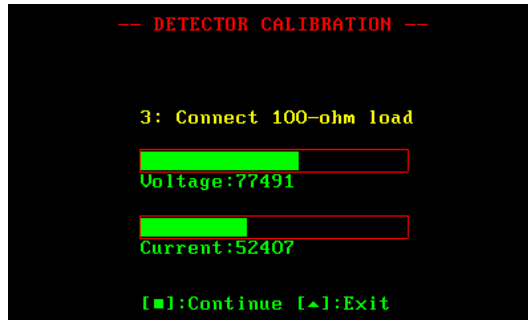 -- DETECTOR CALIBRATION --
3: Connect 100-ohm load
Voltage:77491
Current:52407
[■]:Continue [▲]:Exit